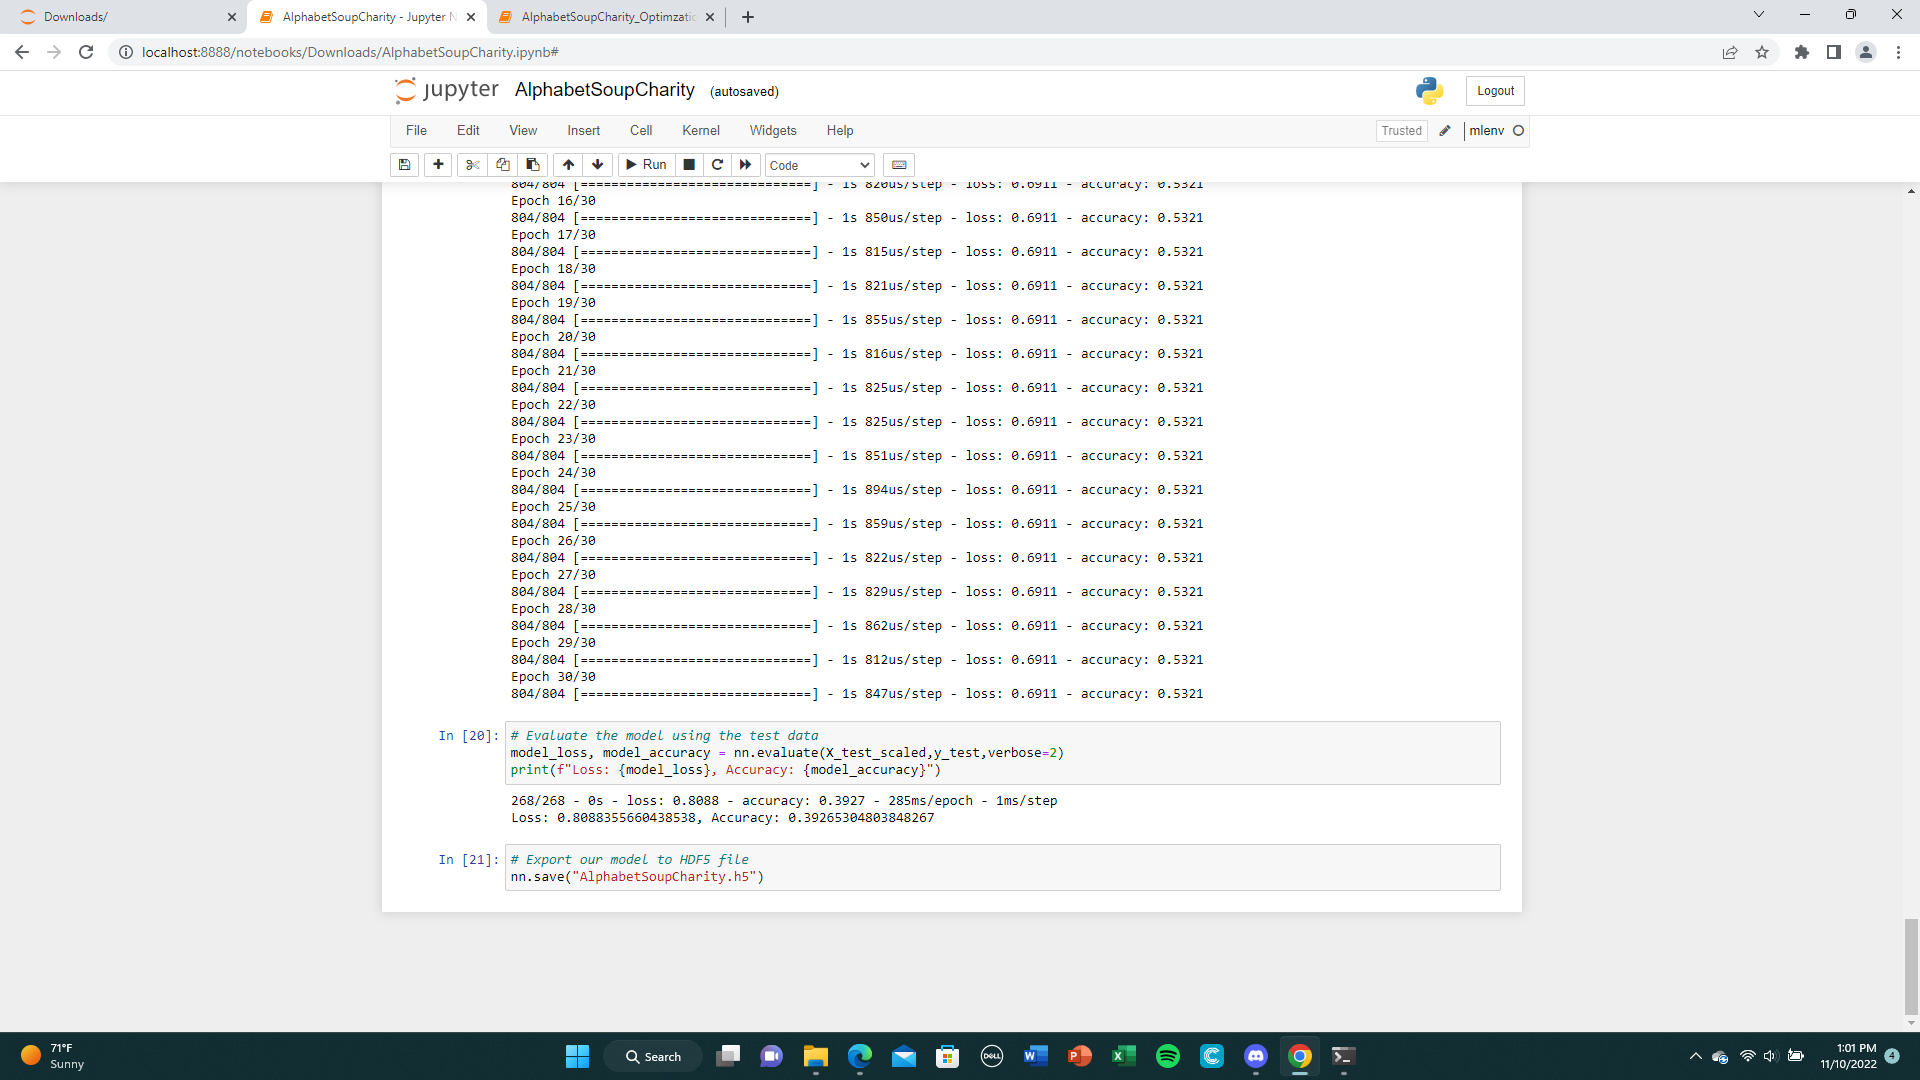 Downloads/
AlphabetSoupCharity - Jupyter N
AlphabetSoupCharity_Optimzatic
localhost:8888/notebooks/Downloads/AlphabetSoupCharity.ipynb#
jupyter AlphabetSoupCharity (autosaved)
Logout
File Edit View Insert Cell Kernel Widgets Help
Trusted mlenv
Run Code
804/804 [==============================] - 1s 820us/step - loss: 0.6911 - accuracy: 0.5321
Epoch 16/30
804/804 [==============================] - 1s 850us/step - loss: 0.6911 - accuracy: 0.5321
Epoch 17/30
804/804 [==============================] - 1s 815us/step - loss: 0.6911 - accuracy: 0.5321
Epoch 18/30
804/804 [==============================] - 1s 821us/step - loss: 0.6911 - accuracy: 0.5321
Epoch 19/30
804/804 [==============================] - 1s 855us/step - loss: 0.6911 - accuracy: 0.5321
Epoch 20/30
804/804 [==============================] - 1s 816us/step - loss: 0.6911 - accuracy: 0.5321
Epoch 21/30
804/804 [==============================] - 1s 825us/step - loss: 0.6911 - accuracy: 0.5321
Epoch 22/30
804/804 [==============================] - 1s 825us/step - loss: 0.6911 - accuracy: 0.5321
Epoch 23/30
804/804 [==============================] - 1s 851us/step - loss: 0.6911 - accuracy: 0.5321
Epoch 24/30
804/804 [==============================] - 1s 894us/step - loss: 0.6911 - accuracy: 0.5321
Epoch 25/30
804/804 [==============================] - 1s 859us/step - loss: 0.6911 - accuracy: 0.5321
Epoch 26/30
804/804 [==============================] - 1s 822us/step - loss: 0.6911 - accuracy: 0.5321
Epoch 27/30
804/804 [==============================] - 1s 829us/step - loss: 0.6911 - accuracy: 0.5321
Epoch 28/30
804/804 [==============================] - 1s 862us/step - loss: 0.6911 - accuracy: 0.5321
Epoch 29/30
804/804 [==============================] - 1s 812us/step - loss: 0.6911 - accuracy: 0.5321
Epoch 30/30
804/804 [==============================] - 1s 847us/step - loss: 0.6911 - accuracy: 0.5321
In [20]: # Evaluate the model using the test data
model_loss, model_accuracy = nn.evaluate(X_test_scaled,y_test,verbose=2)
print(f"Loss: {model_loss}, Accuracy: {model_accuracy}")
268/268 - 0s - loss: 0.8088 - accuracy: 0.3927 - 285ms/epoch - 1ms/step
Loss: 0.8088355660438538, Accuracy: 0.39265304803848267
In [21]: # Export our model to HDF5 file
nn.save("AlphabetSoupCharity.h5")
71°F
Sunny
Search
DELL
W
P
X
1:01 PM
11/10/2022
4